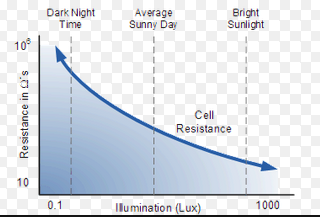 Dark Night
Time
Average
Sunny Day
Bright
Sunlight
10⁶
Resistance in Ω's
Cell
Resistance
10
0.1
Illumination (Lux)
1000